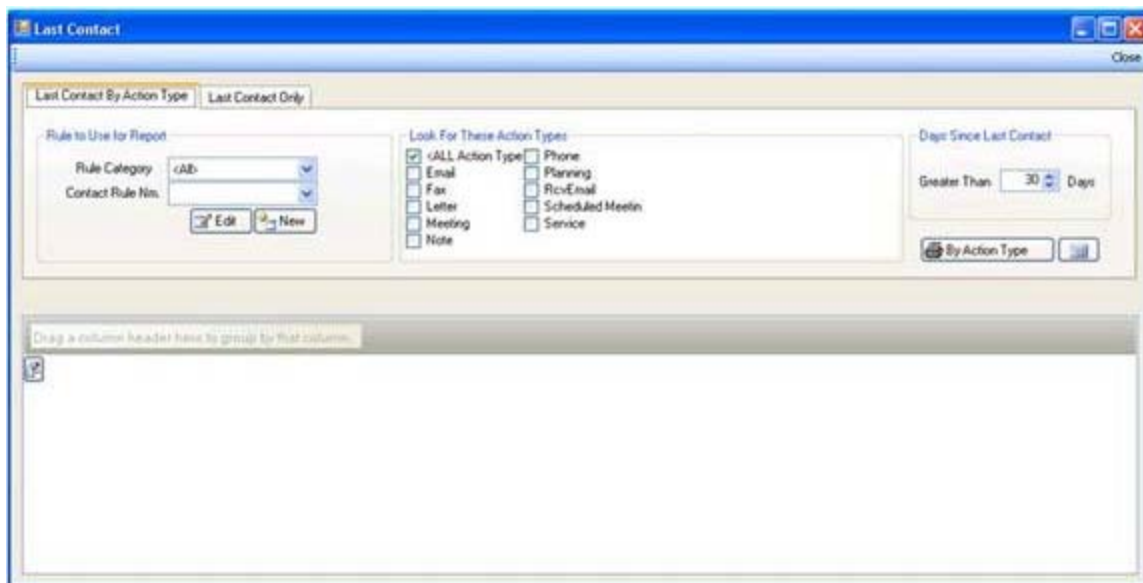 Last Contact
Close
Last Contact By Action Type
Last Contact Only
Rule to Use for Report
Rule Category <All>
Contact Rule Nm.
Edit
New
Look For These Action Types
<ALL Action Type
Email
Fax
Letter
Meeting
Note
Phone
Planning
RcvEmail
Scheduled Meetin
Service
Days Since Last Contact
Greater Than 30 Days
By Action Type
Drag a column header here to group by that column.